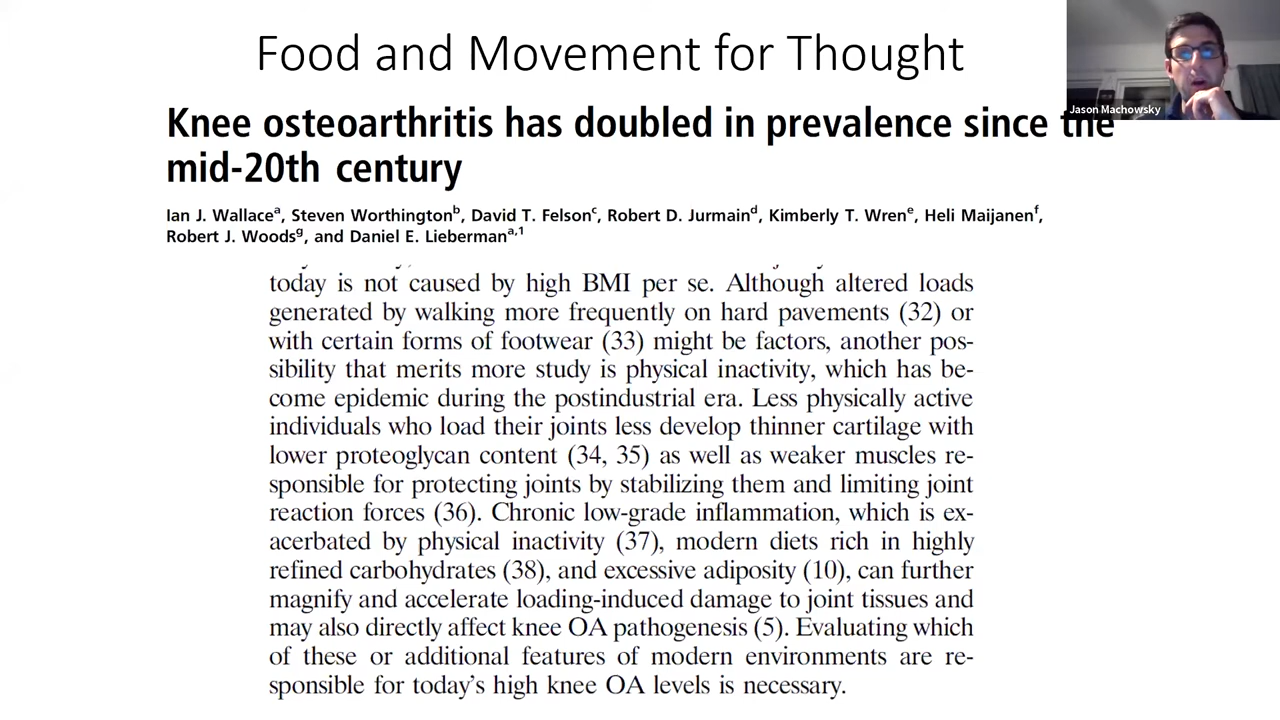 Food and Movement for Thought
Jason Machowsky
Knee osteoarthritis has doubled in prevalence since the
mid-20th century
Ian J. Wallaceᵃ, Steven Worthingtonᵇ, David T. Felsonᶜ, Robert D. Jurmainᵈ, Kimberly T. Wrenᵉ, Heli Maijanenᶠ,
Robert J. Woodsᵍ, and Daniel E. Liebermanᵃ,¹
today is not caused by high BMI per se. Although altered loads
generated by walking more frequently on hard pavements (32) or
with certain forms of footwear (33) might be factors, another pos-
sibility that merits more study is physical inactivity, which has be-
come epidemic during the postindustrial era. Less physically active
individuals who load their joints less develop thinner cartilage with
lower proteoglycan content (34, 35) as well as weaker muscles re-
sponsible for protecting joints by stabilizing them and limiting joint
reaction forces (36). Chronic low-grade inflammation, which is ex-
acerbated by physical inactivity (37), modern diets rich in highly
refined carbohydrates (38), and excessive adiposity (10), can further
magnify and accelerate loading-induced damage to joint tissues and
may also directly affect knee OA pathogenesis (5). Evaluating which
of these or additional features of modern environments are re-
sponsible for today's high knee OA levels is necessary.